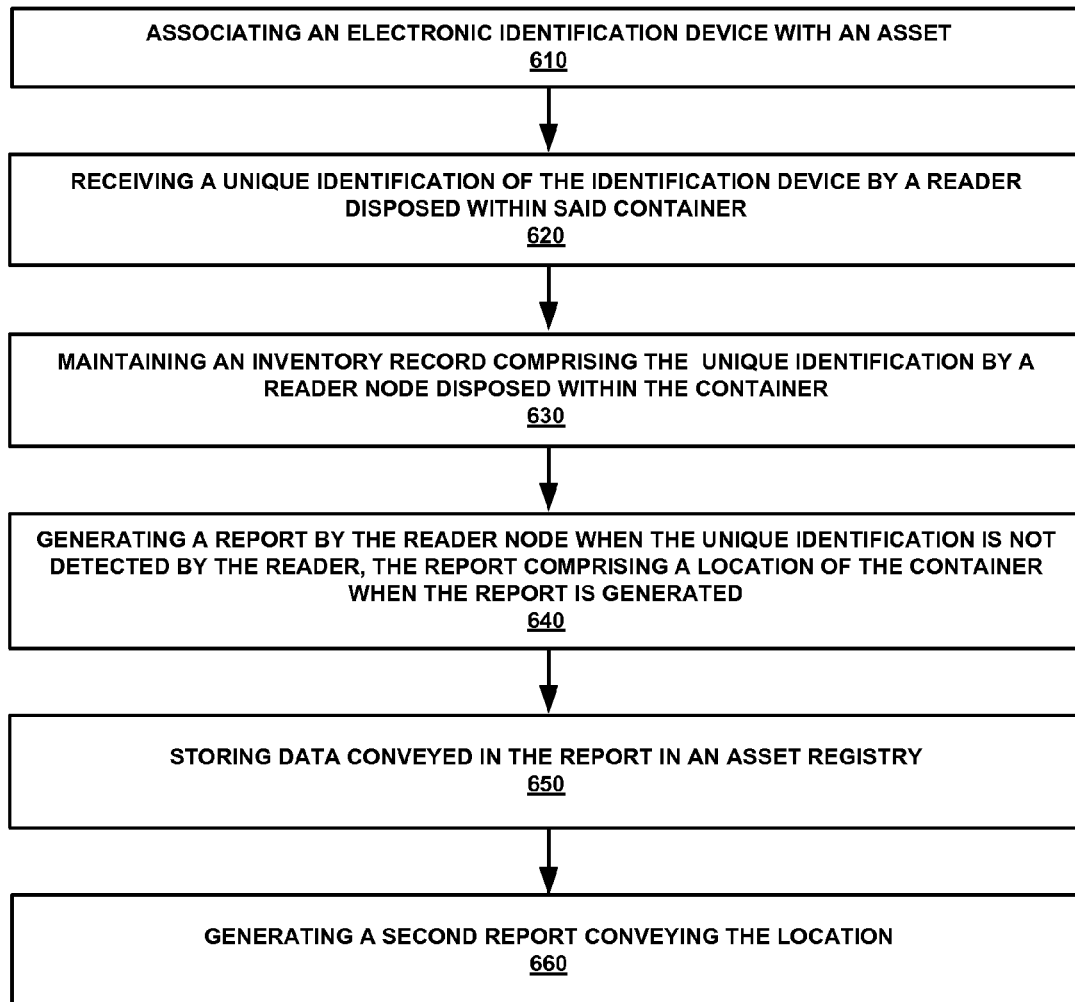 ASSOCIATING AN ELECTRONIC IDENTIFICATION DEVICE WITH AN ASSET
610
RECEIVING A UNIQUE IDENTIFICATION OF THE IDENTIFICATION DEVICE BY A READER
DISPOSED WITHIN SAID CONTAINER
620
MAINTAINING AN INVENTORY RECORD COMPRISING THE UNIQUE IDENTIFICATION BY A
READER NODE DISPOSED WITHIN THE CONTAINER
630
GENERATING A REPORT BY THE READER NODE WHEN THE UNIQUE IDENTIFICATION IS NOT
DETECTED BY THE READER, THE REPORT COMPRISING A LOCATION OF THE CONTAINER
WHEN THE REPORT IS GENERATED
640
STORING DATA CONVEYED IN THE REPORT IN AN ASSET REGISTRY
650
GENERATING A SECOND REPORT CONVEYING THE LOCATION
660